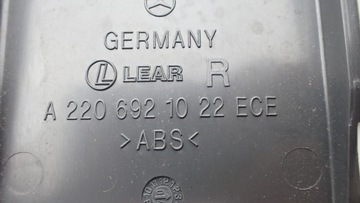 GERMANY
LEAR R
A 220 692 10 22 ECE
>ABS<